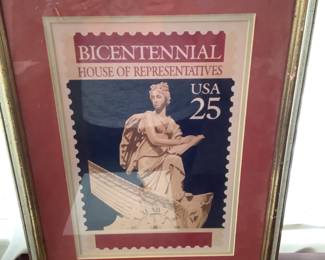 BICENTENNIAL
HOUSE OF REPRESENTATIVES
USA
25